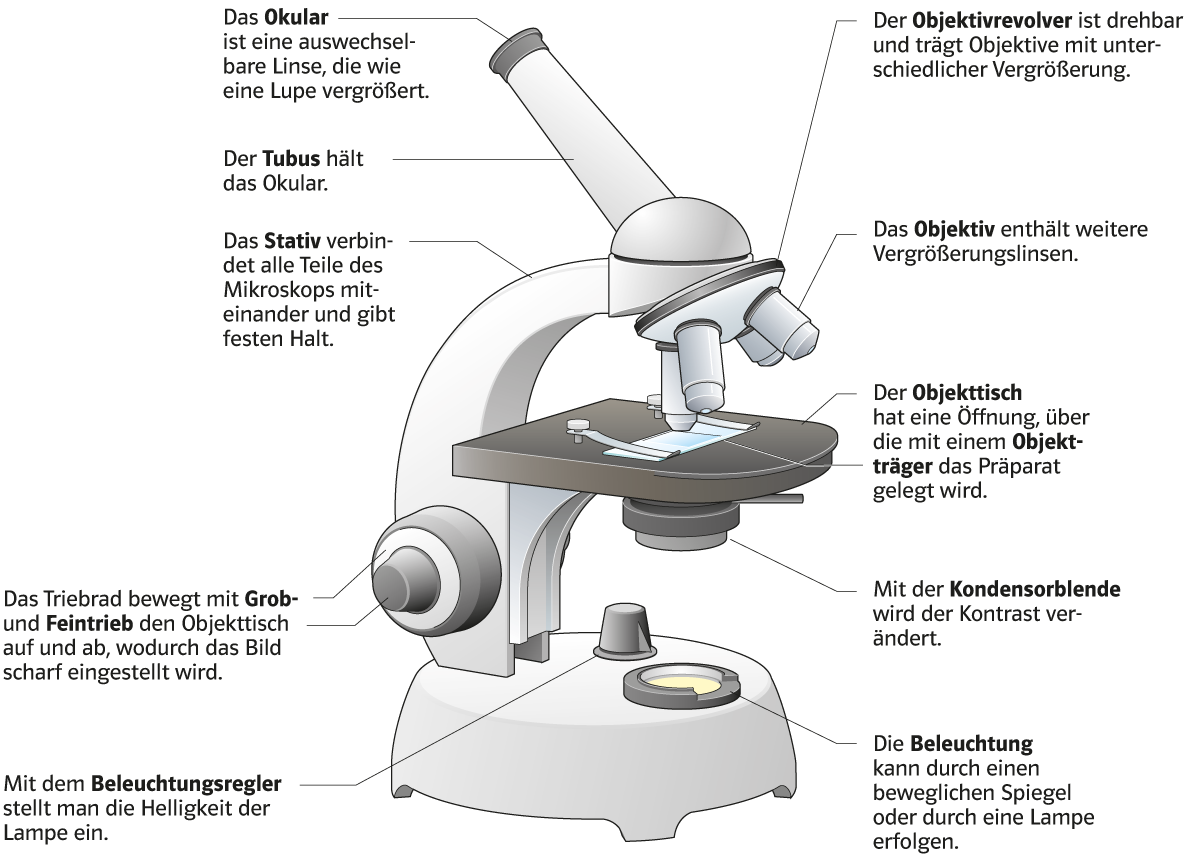 Das Okular
ist eine auswechsel-
bare Linse, die wie
eine Lupe vergrößert.
Der Tubus hält
das Okular.
Das Stativ verbin-
det alle Teile des
Mikroskops mit-
einander und gibt
festen Halt.
Das Triebrad bewegt mit Grob-
und Feintrieb den Objekttisch
auf und ab, wodurch das Bild
scharf eingestellt wird.
Mit dem Beleuchtungsregler
stellt man die Helligkeit der
Lampe ein.
Der Objektivrevolver ist drehbar
und trägt Objektive mit unter-
schiedlicher Vergrößerung.
Das Objektiv enthält weitere
Vergrößerungslinsen.
Der Objekttisch
hat eine Öffnung, über
die mit einem Objekt-
träger das Präparat
gelegt wird.
Mit der Kondensorblende
wird der Kontrast ver-
ändert.
Die Beleuchtung
kann durch einen
beweglichen Spiegel
oder durch eine Lampe
erfolgen.